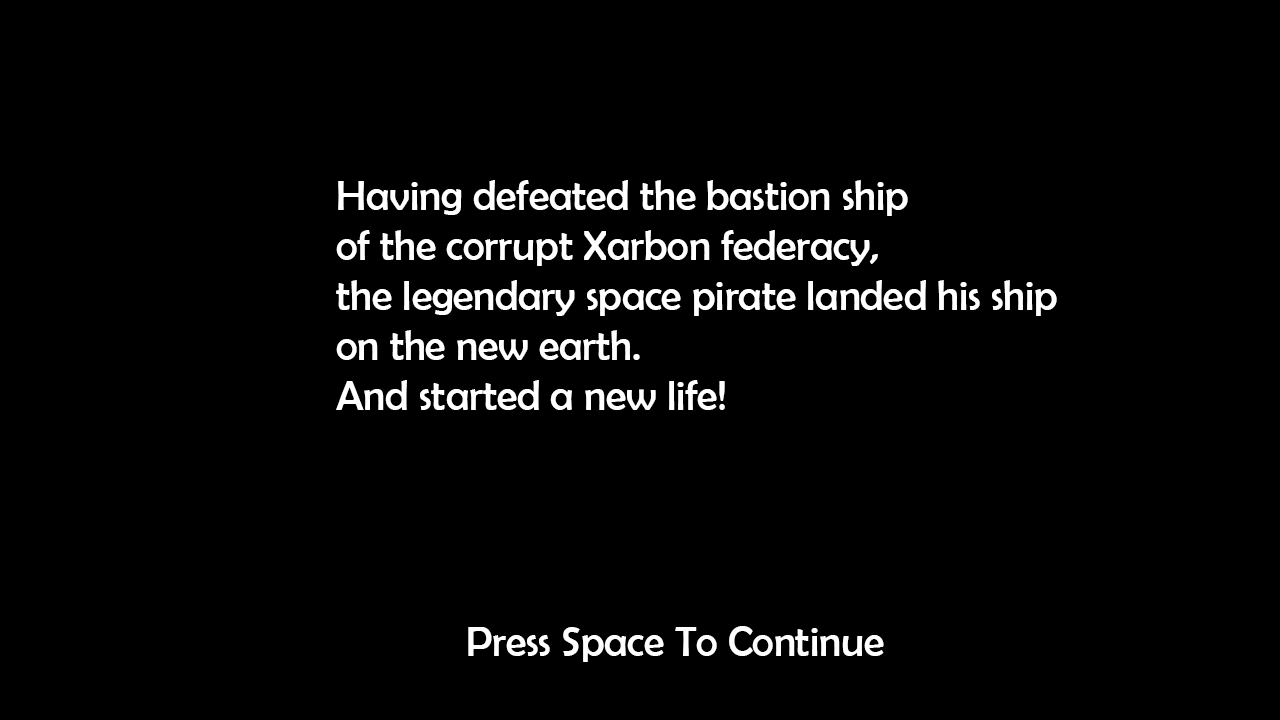 Having defeated the bastion ship
of the corrupt Xarbon federacy,
the legendary space pirate landed his ship
on the new earth.
And started a new life!
Press Space To Continue